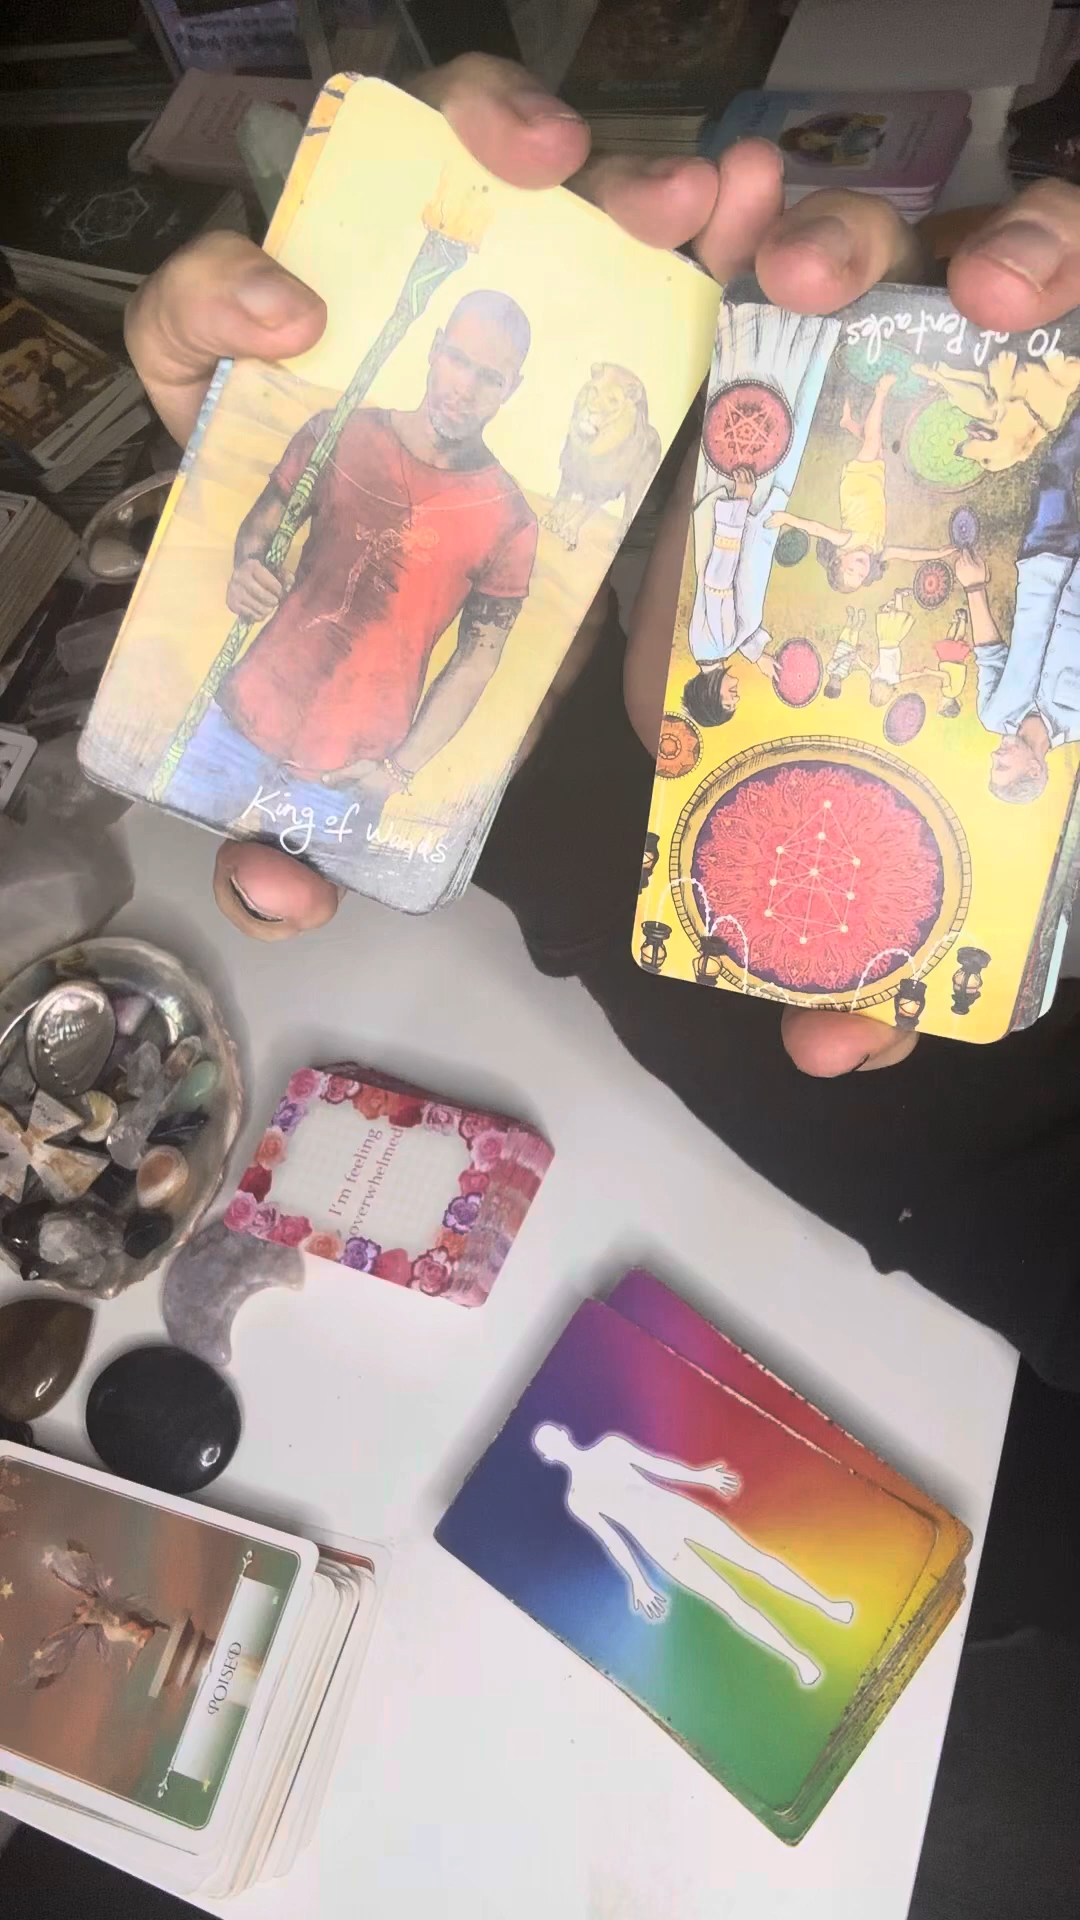 10 of Pentacles
King of Wands
I'm feeling
overwhelmed
POISED